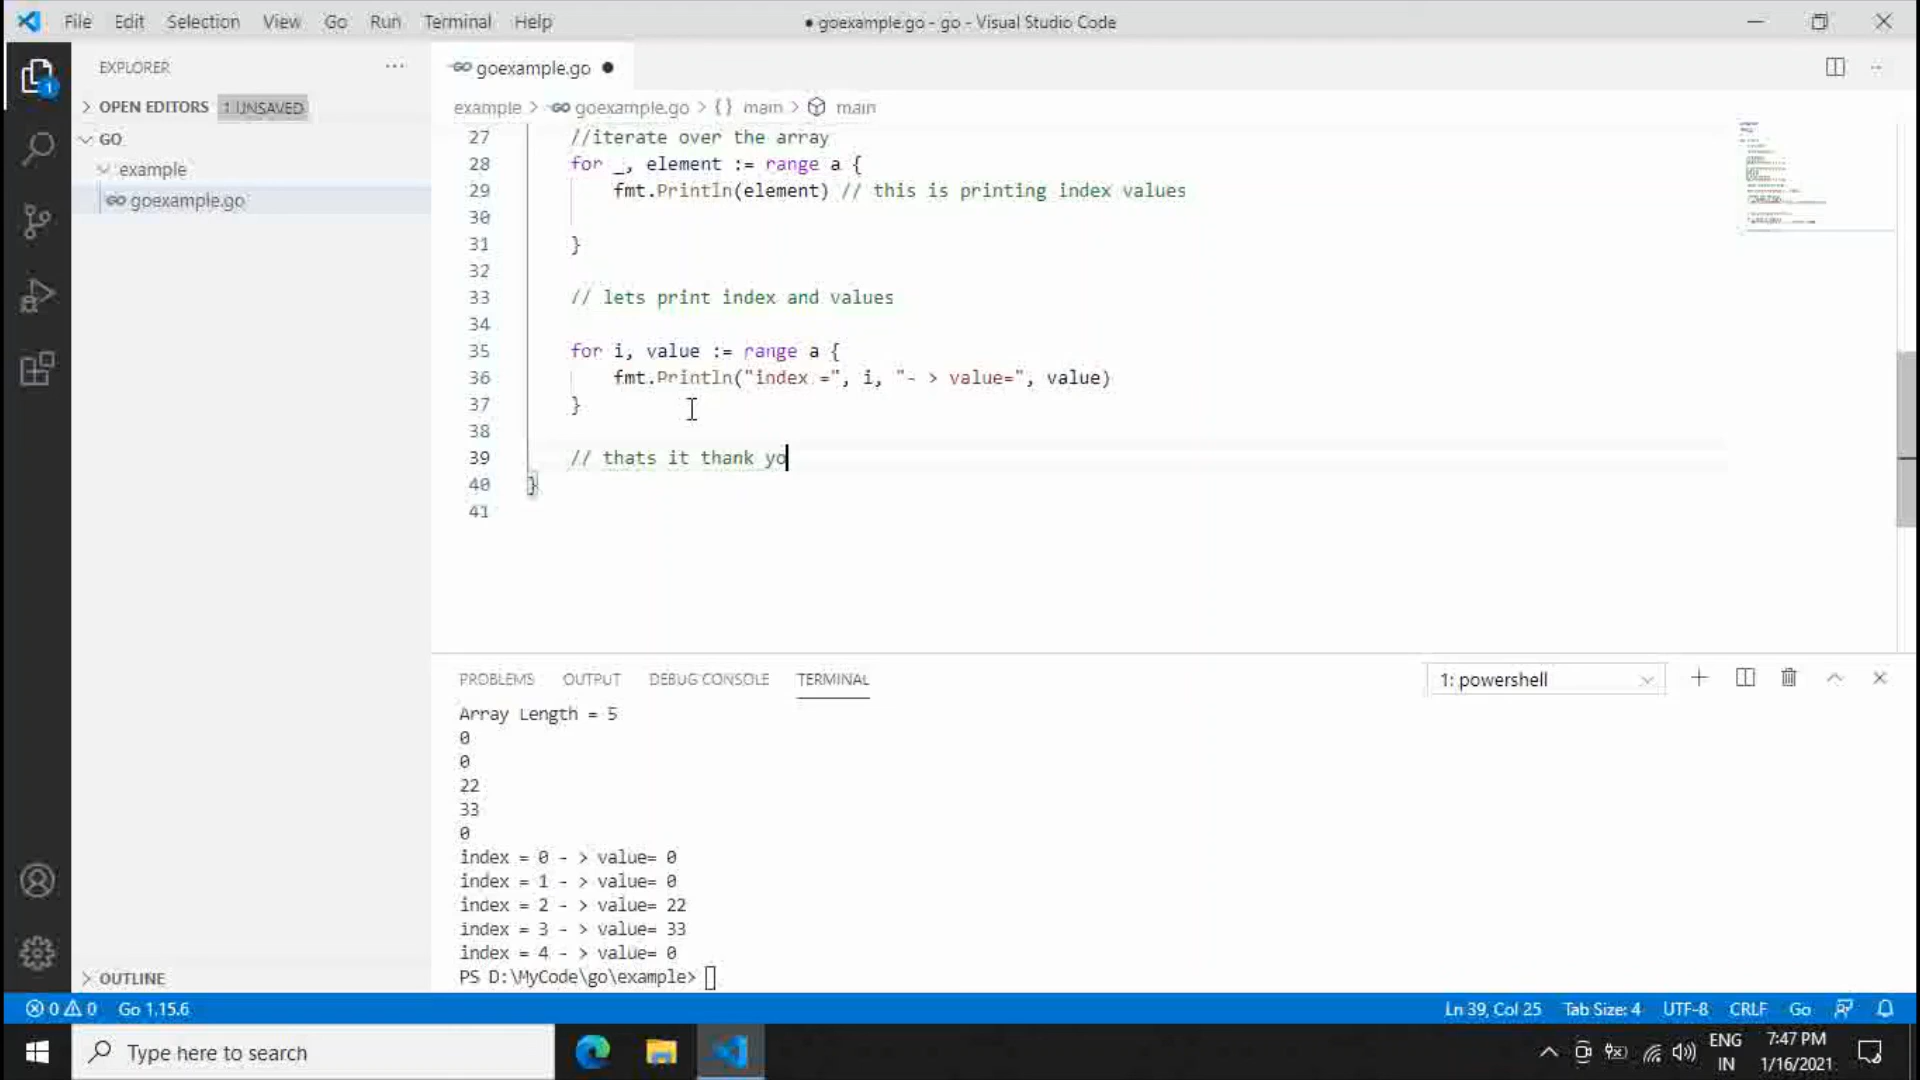 File Edit Selection View Go Run Terminal Help
● goexample.go - go - Visual Studio Code
EXPLORER
OPEN EDITORS 1 UNSAVED
GO
example
goexample.go
1
OUTLINE
goexample.go ●
example > goexample.go > {} main > main
27 //iterate over the array
28 for _, element := range a {
29 fmt.Println(element) // this is printing index values
30
31 }
32
33 // lets print index and values
34
35 for i, value := range a {
36 fmt.Println("index =", i, "- > value=", value)
37 }
38
39 // thats it thank yo
40 }
41
PROBLEMS OUTPUT DEBUG CONSOLE TERMINAL
1: powershell
Array Length = 5
0
0
22
33
0
index = 0 - > value= 0
index = 1 - > value= 0
index = 2 - > value= 22
index = 3 - > value= 33
index = 4 - > value= 0
PS D:\MyCode\go\example>
0 0 Go 1.15.6
Ln 39, Col 25 Tab Size: 4 UTF-8 CRLF Go
Type here to search
ENG
IN
7:47 PM
1/16/2021